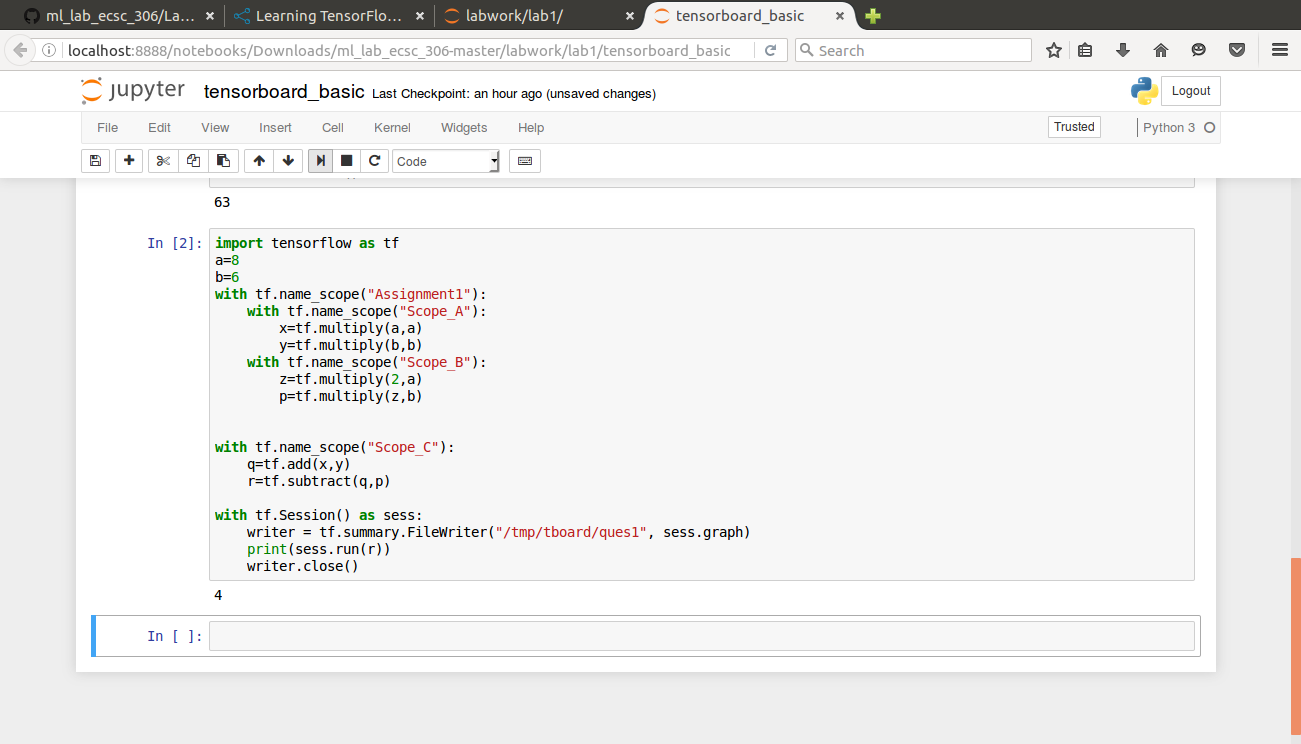 ml_lab_ecsc_306/La... × Learning TensorFlo... × labwork/lab1/ × tensorboard_basic ×
localhost:8888/notebooks/Downloads/ml_lab_ecsc_306-master/labwork/lab1/tensorboard_basic Search
jupyter tensorboard_basic Last Checkpoint: an hour ago (unsaved changes) Logout
File Edit View Insert Cell Kernel Widgets Help Trusted Python 3
Code
63
In [2]: import tensorflow as tf
a=8
b=6
with tf.name_scope("Assignment1"):
    with tf.name_scope("Scope_A"):
        x=tf.multiply(a,a)
        y=tf.multiply(b,b)
    with tf.name_scope("Scope_B"):
        z=tf.multiply(2,a)
        p=tf.multiply(z,b)
with tf.name_scope("Scope_C"):
    q=tf.add(x,y)
    r=tf.subtract(q,p)
with tf.Session() as sess:
    writer = tf.summary.FileWriter("/tmp/tboard/ques1", sess.graph)
    print(sess.run(r))
    writer.close()
4
In [ ]: